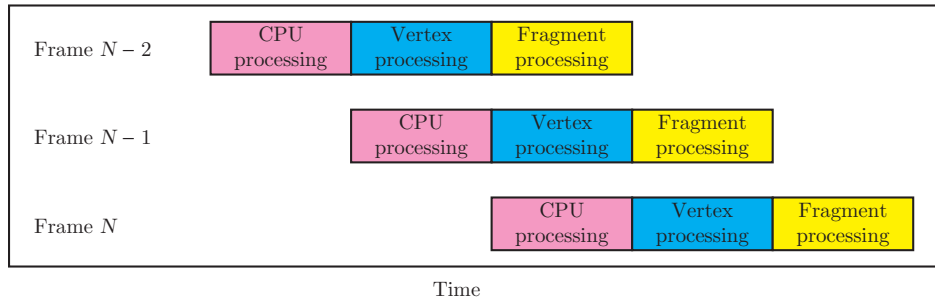 CPU
processing
Vertex
processing
Fragment
processing
Frame N − 2
CPU
processing
Vertex
processing
Fragment
processing
Frame N − 1
CPU
processing
Vertex
processing
Fragment
processing
Frame N
Time